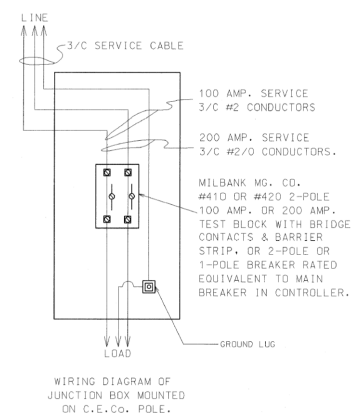 LINE
3/C SERVICE CABLE
100 AMP. SERVICE
3/C #2 CONDUCTORS
200 AMP. SERVICE
3/C #2/0 CONDUCTORS.
MILBANK MG. CO.
#410 OR #420 2-POLE
100 AMP. OR 200 AMP.
TEST BLOCK WITH BRIDGE
CONTACTS & BARRIER
STRIP, OR 2-POLE OR
1-POLE BREAKER RATED
EQUIVALENT TO MAIN
BREAKER IN CONTROLLER.
GROUND LUG
LOAD
WIRING DIAGRAM OF
JUNCTION BOX MOUNTED
ON C.E.Co. POLE.